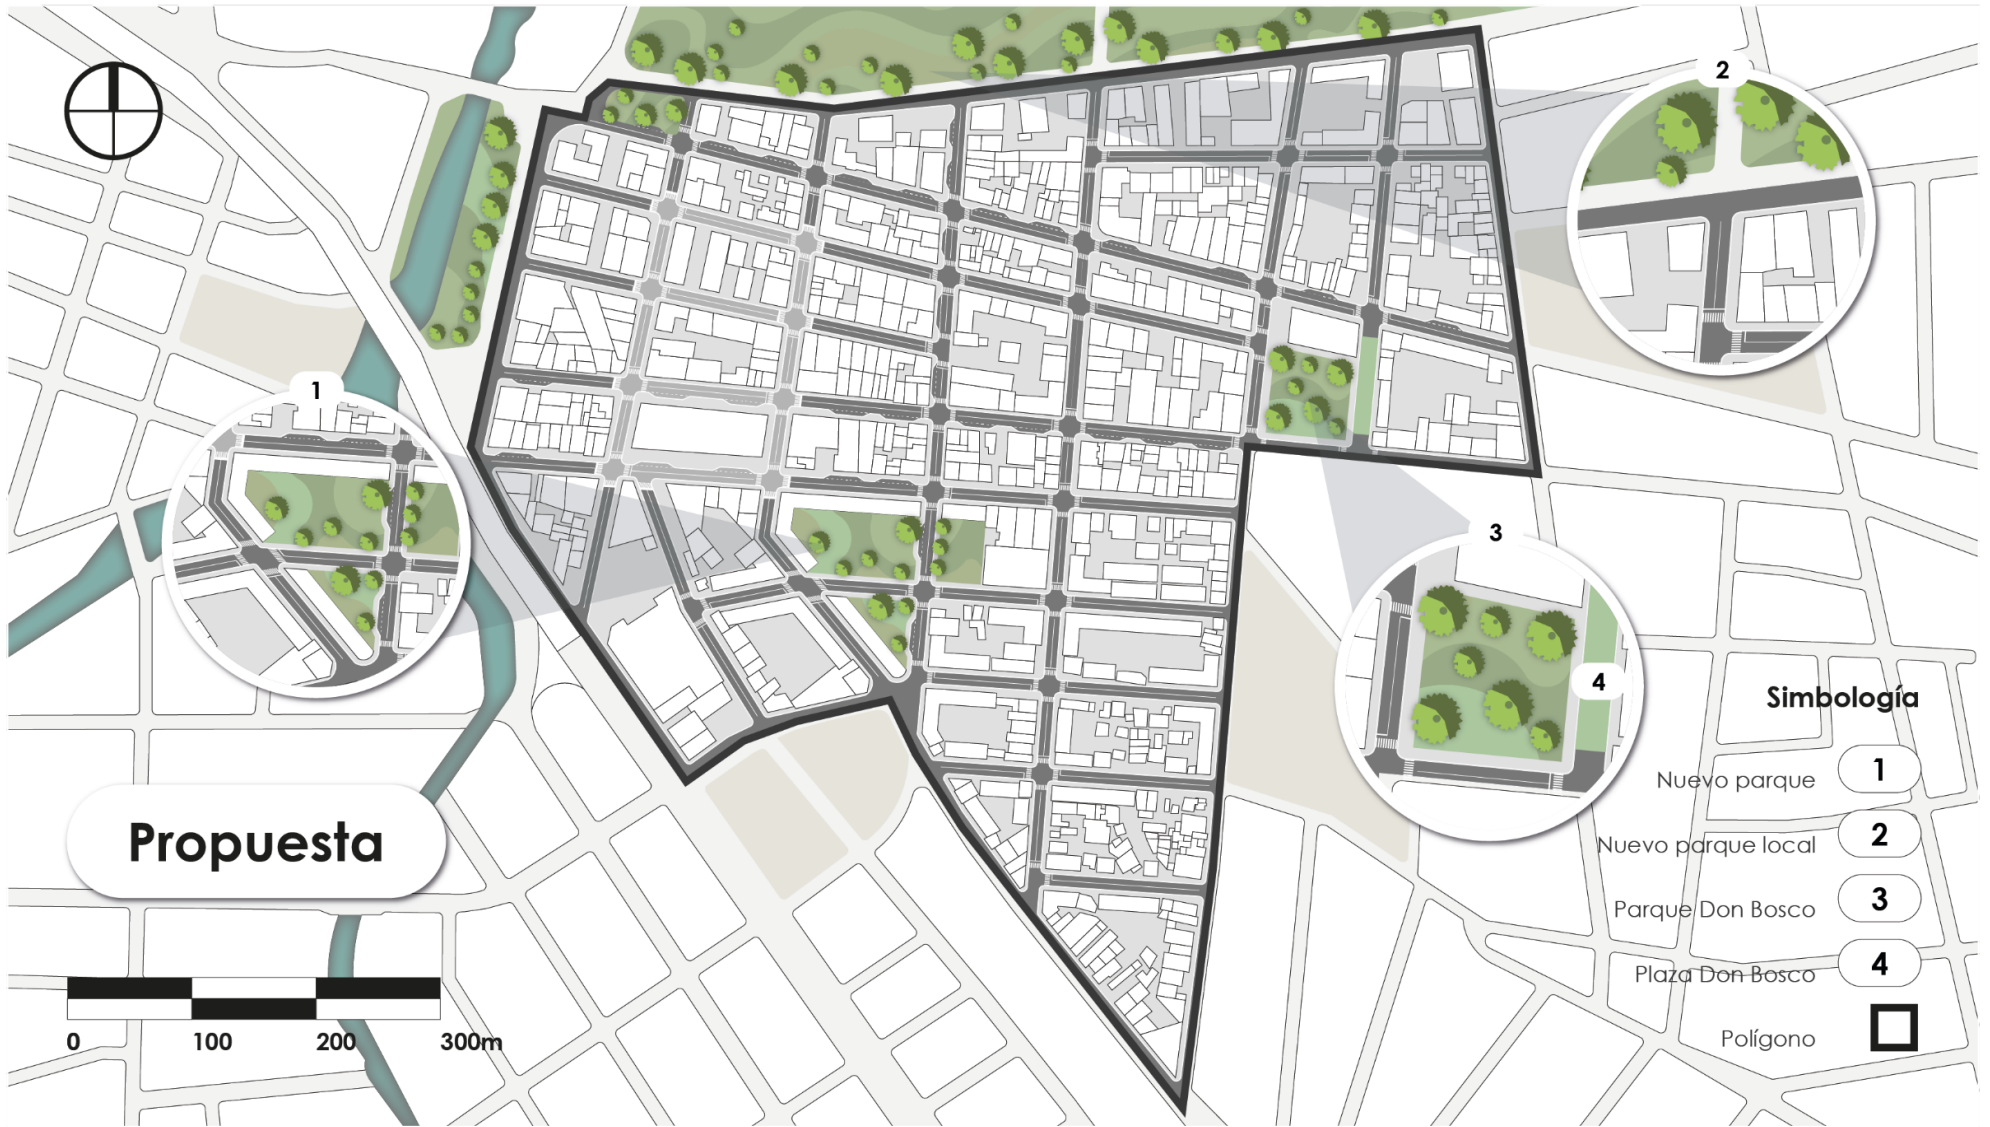 2
1
3
4
Propuesta
0 100 200 300m
Simbología
Nuevo parque 1
Nuevo parque local 2
Parque Don Bosco 3
Plaza Don Bosco 4
Polígono